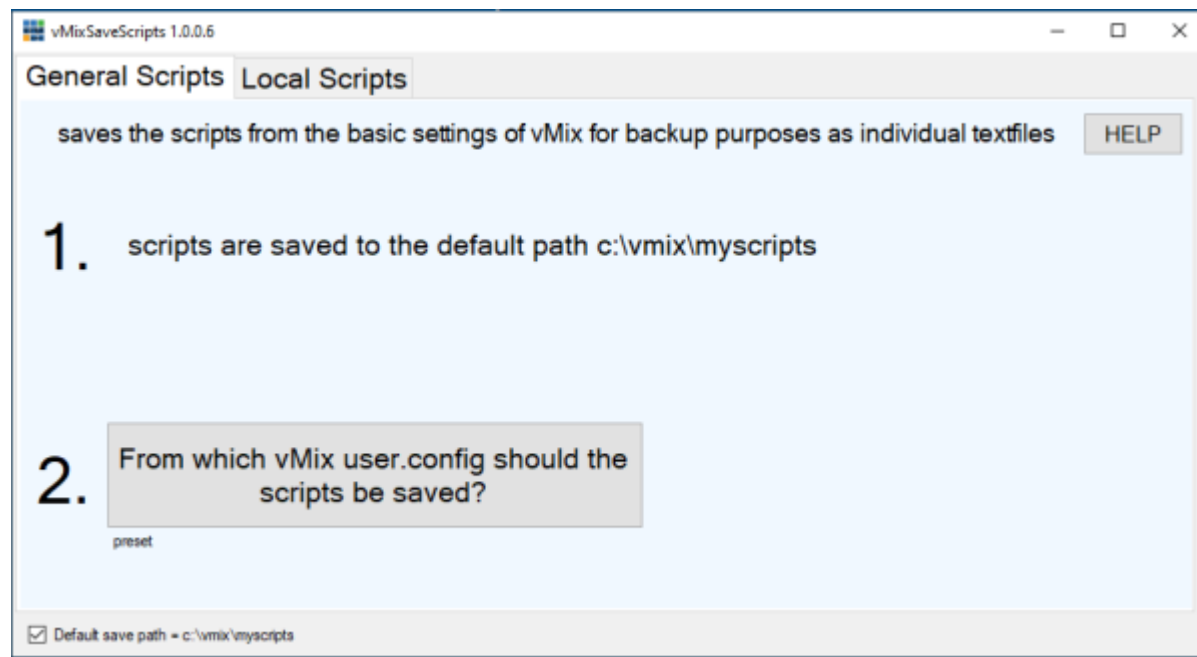 vMixSaveScripts 1.0.0.6
General Scripts Local Scripts
saves the scripts from the basic settings of vMix for backup purposes as individual textfiles HELP
1. scripts are saved to the default path c:\vmix\myscripts
2. From which vMix user.config should the
scripts be saved?
preset
Default save path = c:\vmix\myscripts